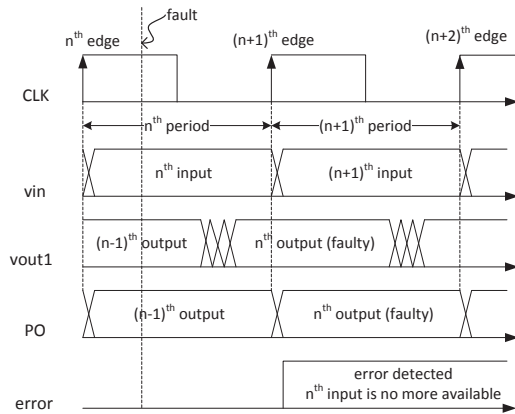 fault
nth edge
(n+1)th edge
(n+2)th edge
CLK
nth period
(n+1)th period
vin
nth input
(n+1)th input
vout1
(n-1)th output
nth output (faulty)
PO
(n-1)th output
nth output (faulty)
error
error detected
nth input is no more available